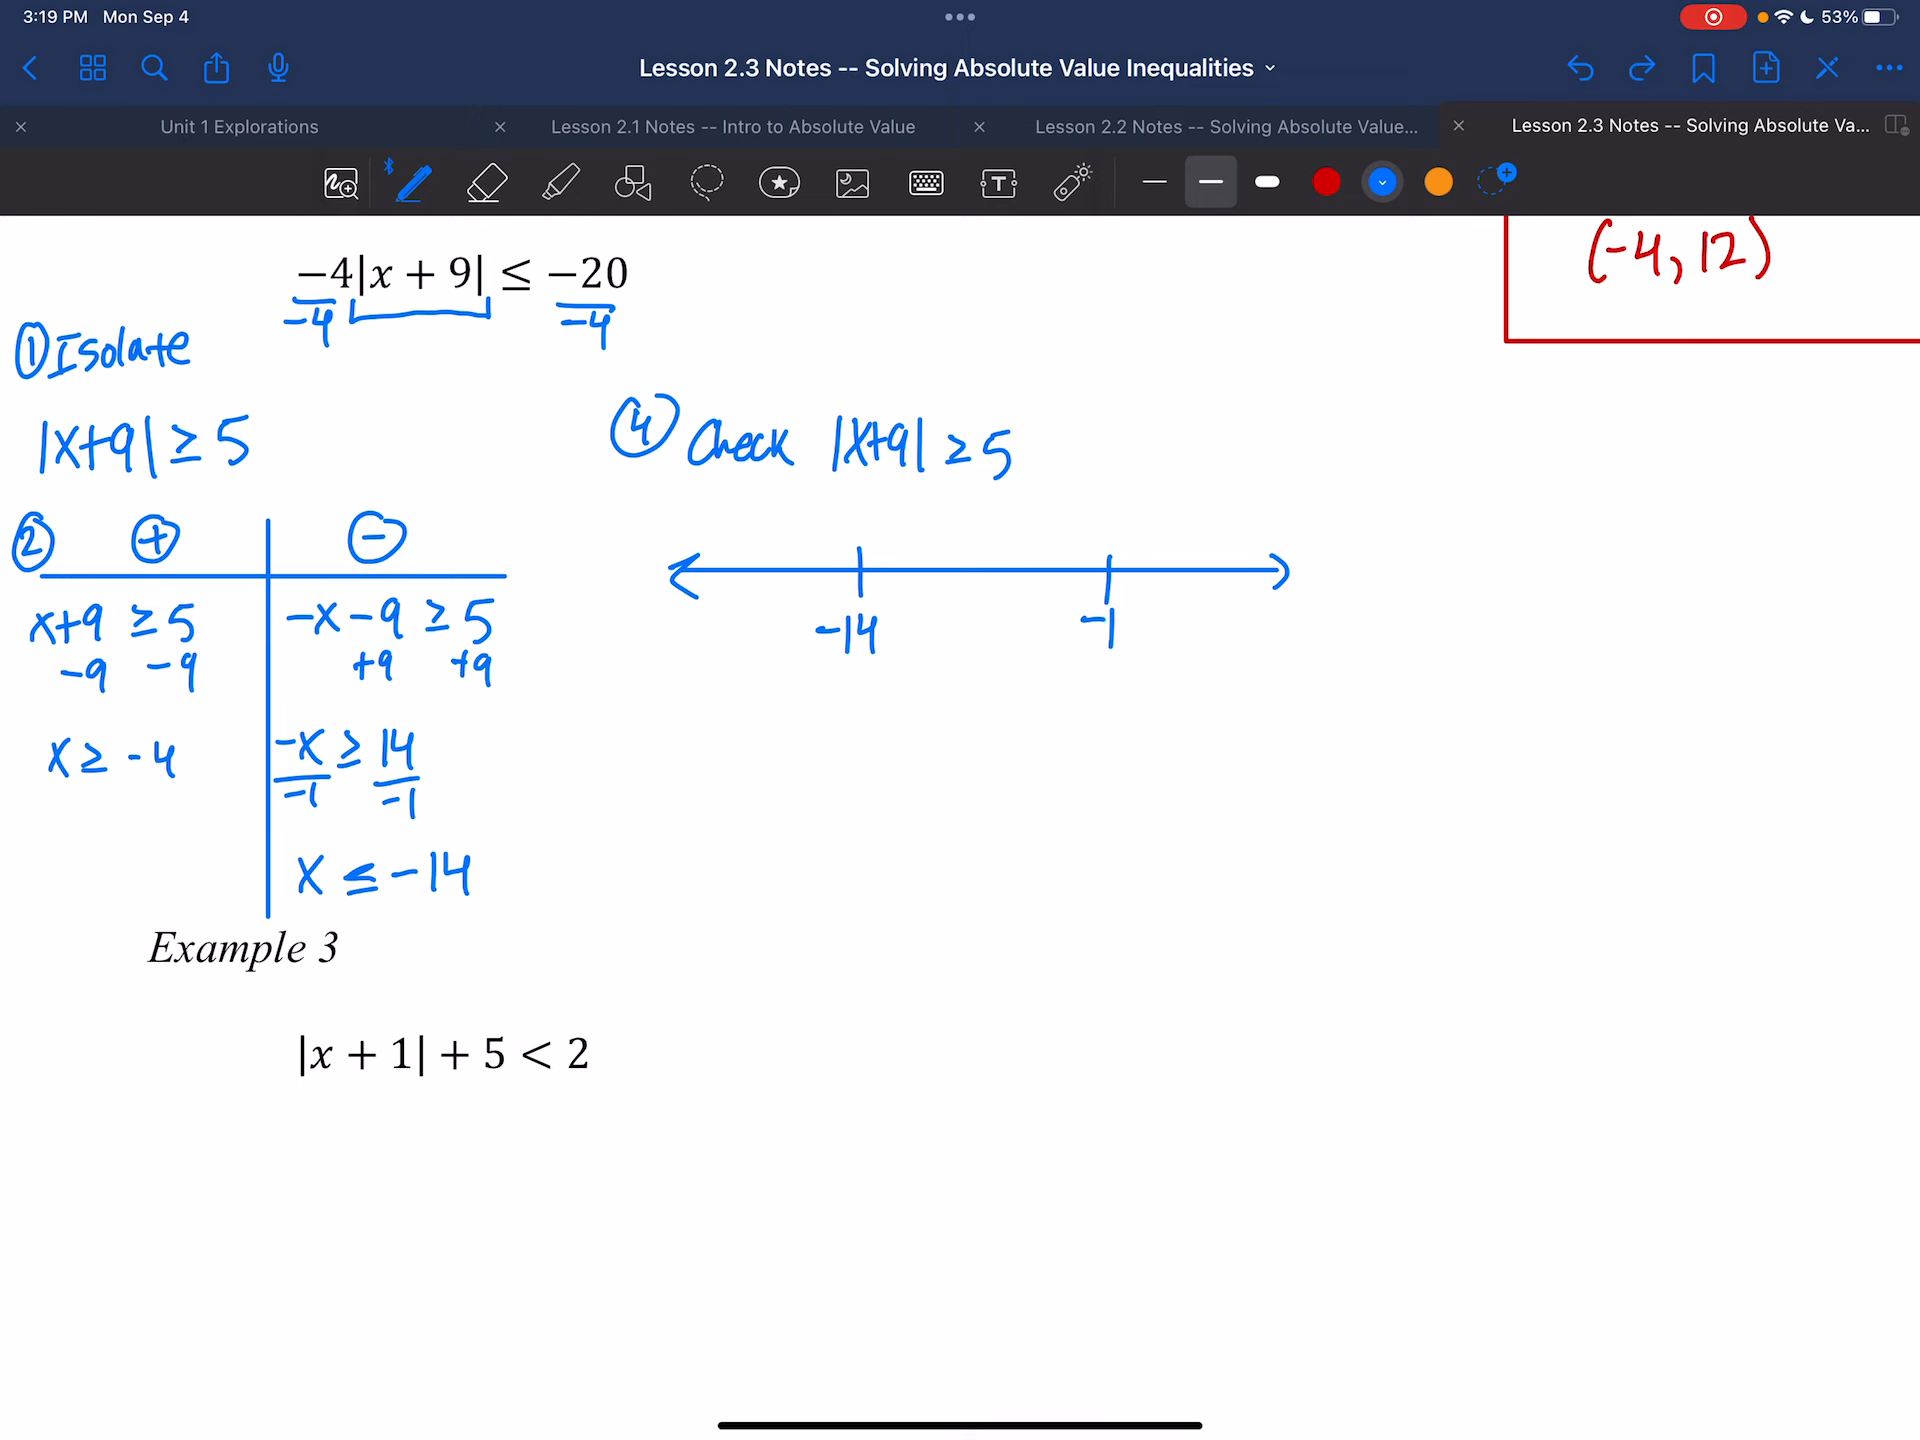 3:19 PM Mon Sep 4
53%
Lesson 2.3 Notes -- Solving Absolute Value Inequalities
Unit 1 Explorations
Lesson 2.1 Notes -- Intro to Absolute Value
Lesson 2.2 Notes -- Solving Absolute Value...
Lesson 2.3 Notes -- Solving Absolute Va...
(-4, 12)
−4|x + 9| ≤ −20
-4 -4
① Isolate
|x+9| ≥ 5
④ Check |x+9| ≥ 5
② + -
x+9 ≥ 5 -x-9 ≥ 5
-9 -9 +9 +9
-14 -1
x ≥ -4 -x ≥ 14
-1 -1
x ≤ -14
Example 3
|x + 1| + 5 < 2